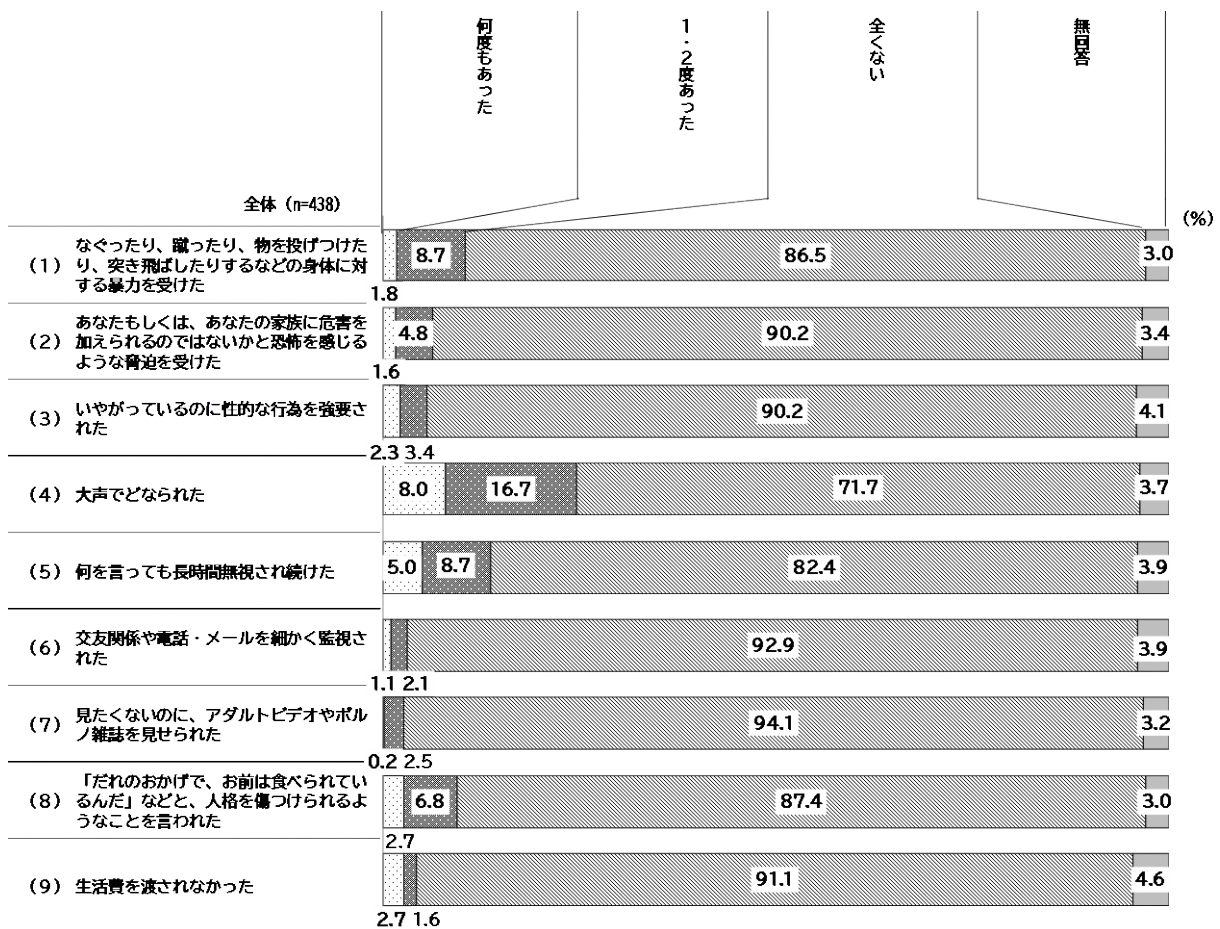 何度もあった
1・2度あった
全くない
無回答
全体（n=438）
(%)
（1）
なぐったり、蹴ったり、物を投げつけた
り、突き飛ばしたりするなどの身体に対
する暴力を受けた
8.7
86.5
3.0
1.8
（2）
あなたもしくは、あなたの家族に危害を
加えられるのではないかと恐怖を感じる
ような脅迫を受けた
4.8
90.2
3.4
1.6
（3）
いやがっているのに性的な行為を強要さ
れた
90.2
4.1
2.3 3.4
（4） 大声でどなられた
8.0
16.7
71.7
3.7
（5） 何を言っても長時間無視され続けた
5.0
8.7
82.4
3.9
（6）
交友関係や電話・メールを細かく監視さ
れた
92.9
3.9
1.1 2.1
（7）
見たくないのに、アダルトビデオやポル
ノ雑誌を見せられた
94.1
3.2
0.2 2.5
（8）
「だれのおかげで、お前は食べられてい
るんだ」などと、人格を傷つけられるよ
うなことを言われた
6.8
87.4
3.0
2.7
（9） 生活費を渡されなかった
91.1
4.6
2.7 1.6